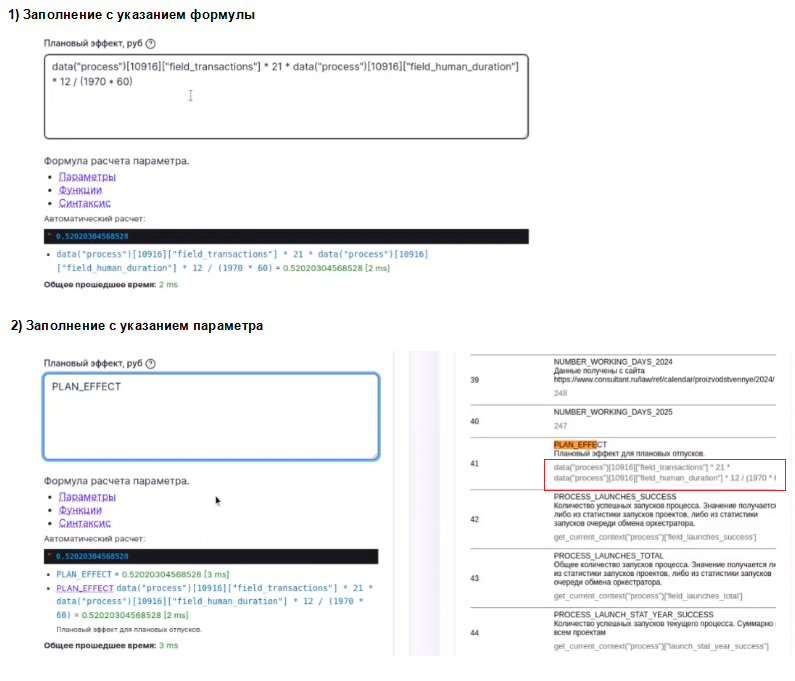 1) Заполнение с указанием формулы
Плановый эффект, руб ?
data("process")[10916]["field_transactions"] * 21 * data("process")[10916]["field_human_duration"]
* 12 / (1970 * 60)
Формула расчета параметра.
• Параметры
• Функции
• Синтаксис
Автоматический расчет:
^ 0.52020304568528
• data("process")[10916]["field_transactions"] * 21 * data("process")[10916]
["field_human_duration"] * 12 / (1970 * 60) = 0.52020304568528 [2 ms]
Общее прошедшее время: 2 ms
2) Заполнение с указанием параметра
Плановый эффект, руб ?
PLAN_EFFECT
Формула расчета параметра.
• Параметры
• Функции
• Синтаксис
Автоматический расчет:
^ 0.52020304568528
• PLAN_EFFECT = 0.52020304568528 [3 ms]
• PLAN_EFFECT data("process")[10916]["field_transactions"] * 21 *
data("process")[10916]["field_human_duration"] * 12 / (1970 *
60) = 0.52020304568528 [2 ms]
Плановый эффект для плановых отпусков.
Общее прошедшее время: 3 ms
NUMBER_WORKING_DAYS_2024
Данные получены с сайта
39
https://www.consultant.ru/law/ref/calendar/proizvodstvennye/2024/
248
NUMBER_WORKING_DAYS_2025
40
247
PLAN_EFFECT
Плановый эффект для плановых отпусков.
41
data("process")[10916]["field_transactions"] * 21 *
data("process")[10916]["field_human_duration"] * 12 / (1970 *
PROCESS_LAUNCHES_SUCCESS
Количество успешных запусков процесса. Значение получаетс
либо из статистики запусков проектов, либо из статистики
42
запусков очереди обмена оркестратора.
get_current_context("process")["field_launches_success"]
PROCESS_LAUNCHES_TOTAL
Общее количество запусков процесса. Значение получается ли
43
из статистики запусков проектов, либо из статистики запусков
очереди обмена оркестратора.
get_current_context("process")["field_launches_total"]
PROCESS_LAUNCH_STAT_YEAR_SUCCESS
Количество успешных запусков текущего процесса. Суммарно
44
всем проектам
get_current_context("process")["launch_stat_year_success"]